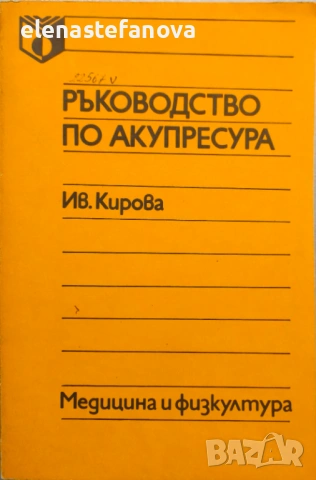 elenastefanova
РЪКОВОДСТВО
ПО АКУПРЕСУРА
Ив. Кирова
Медицина и физкултура
BAZAR